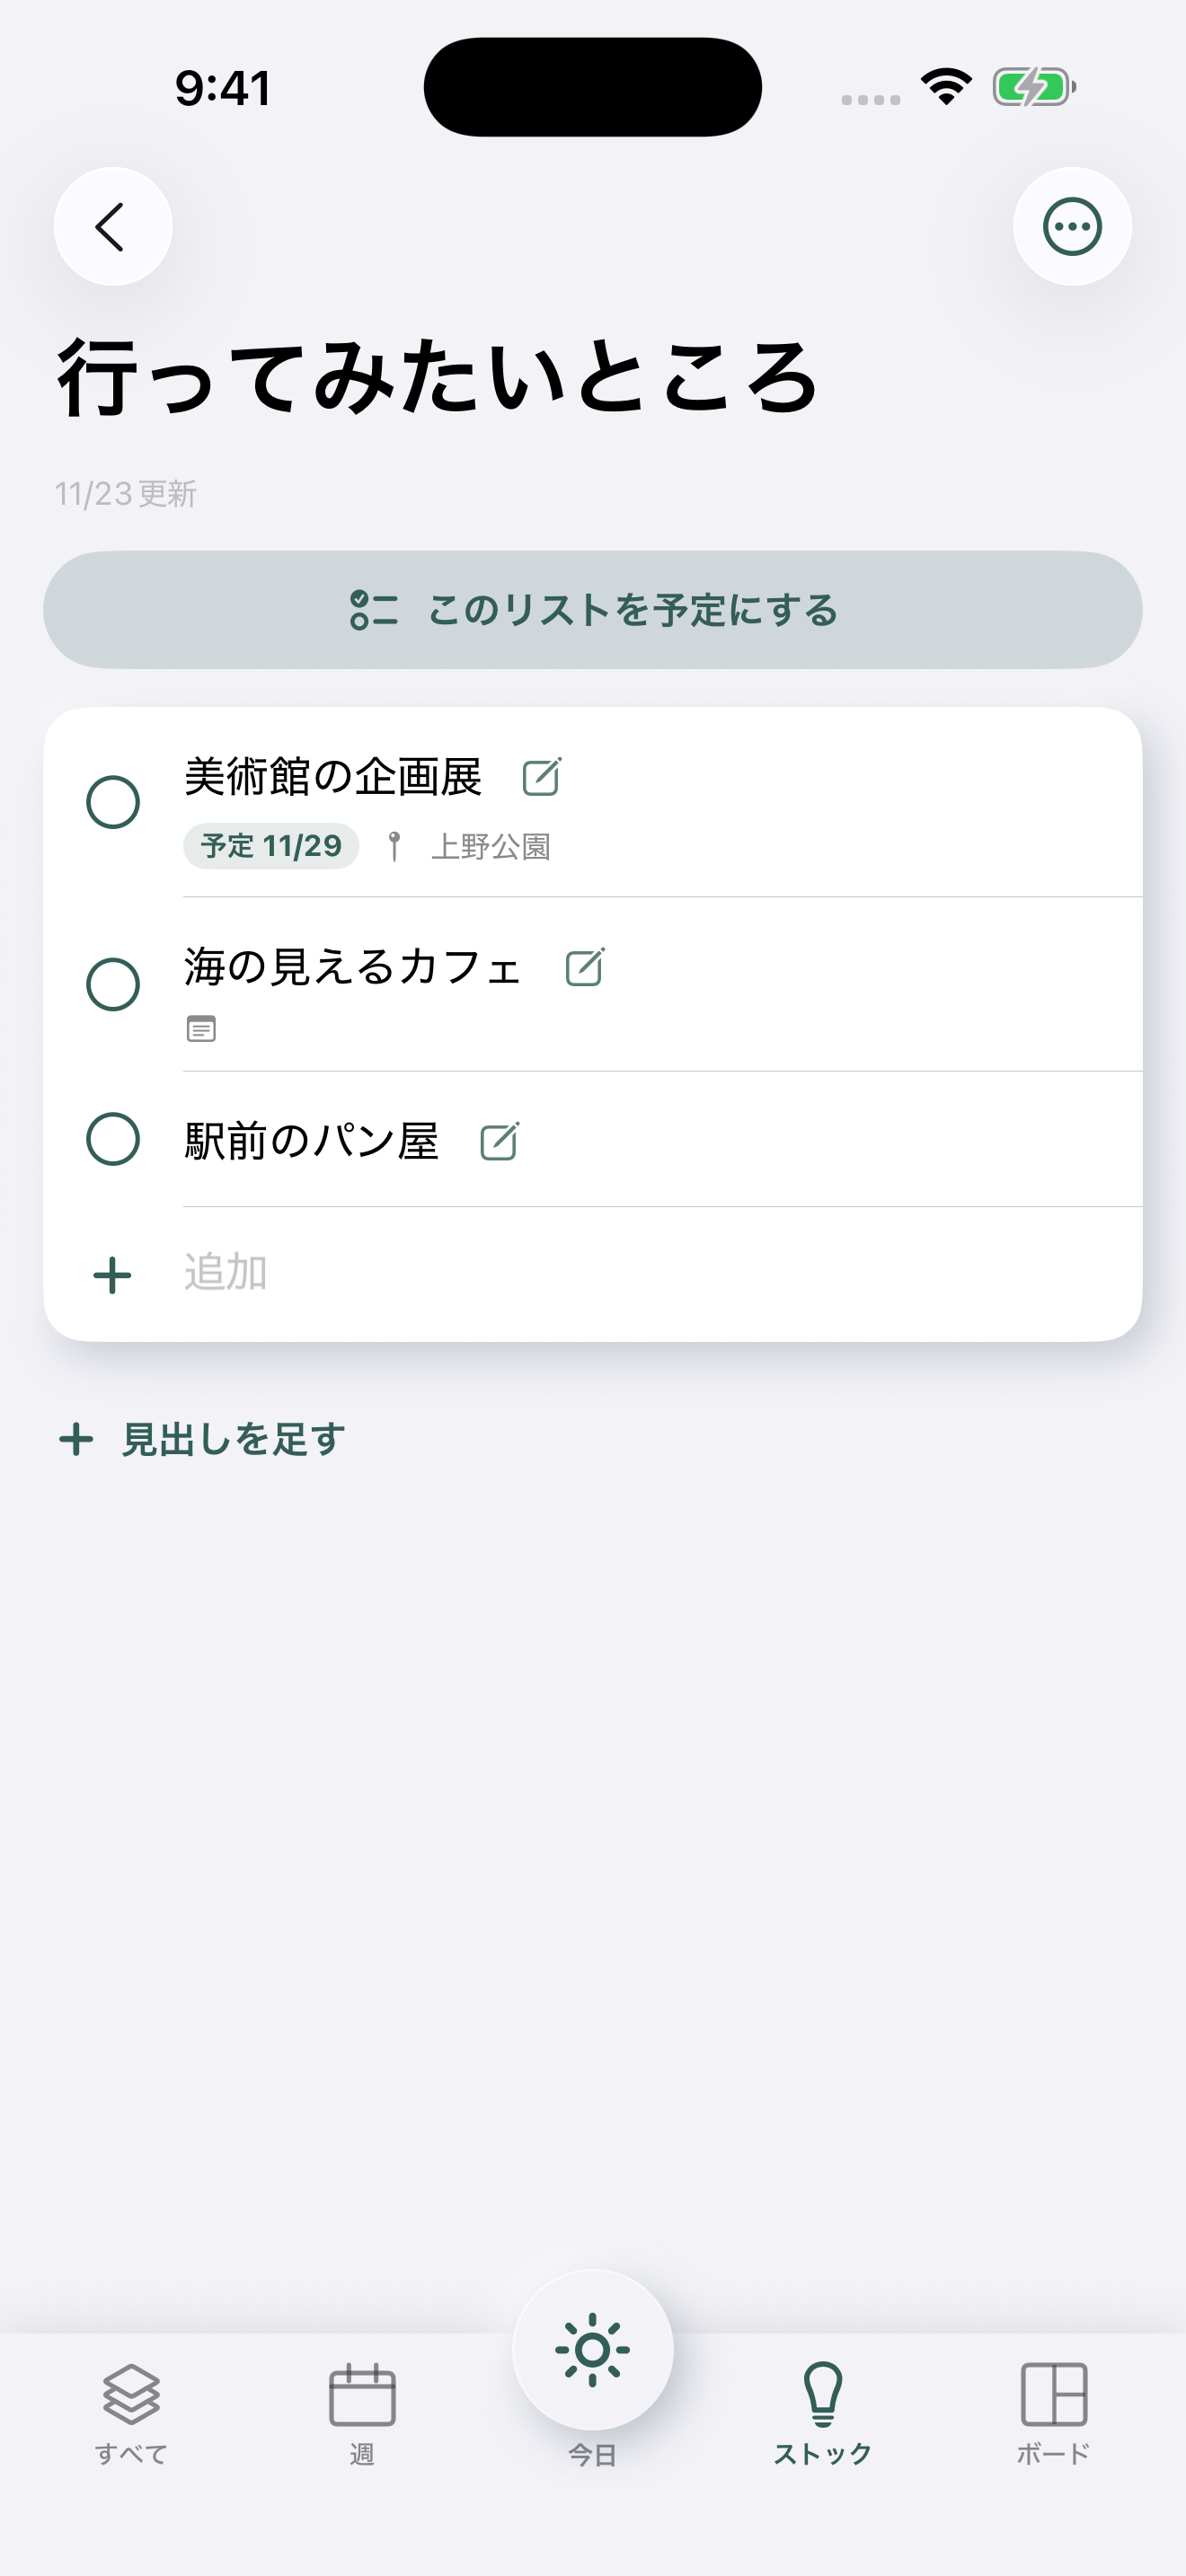 9:41
行ってみたいところ
11/23 更新
このリストを予定にする
美術館の企画展
予定 11/29 上野公園
海の見えるカフェ
駅前のパン屋
追加
見出しを足す
すべて 週 今日 ストック ボード